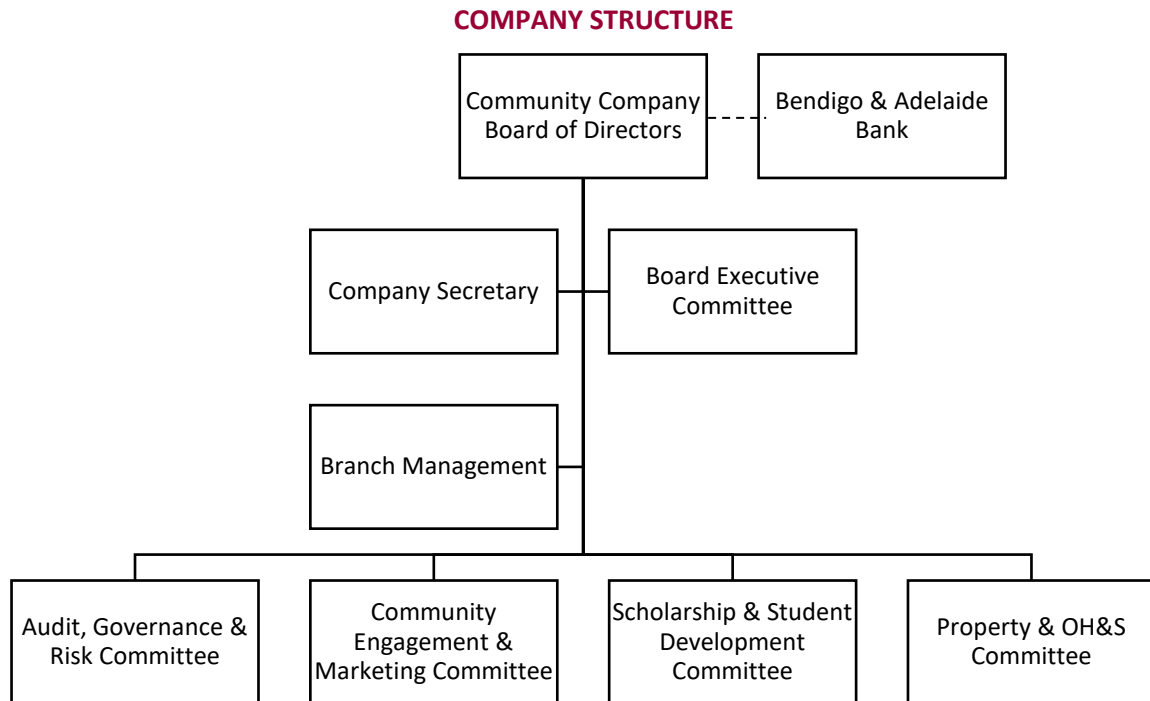 COMPANY STRUCTURE
Community Company
Board of Directors
Bendigo & Adelaide
Bank
Company Secretary
Board Executive
Committee
Branch Management
Audit, Governance &
Risk Committee
Community
Engagement &
Marketing Committee
Scholarship & Student
Development
Committee
Property & OH&S
Committee